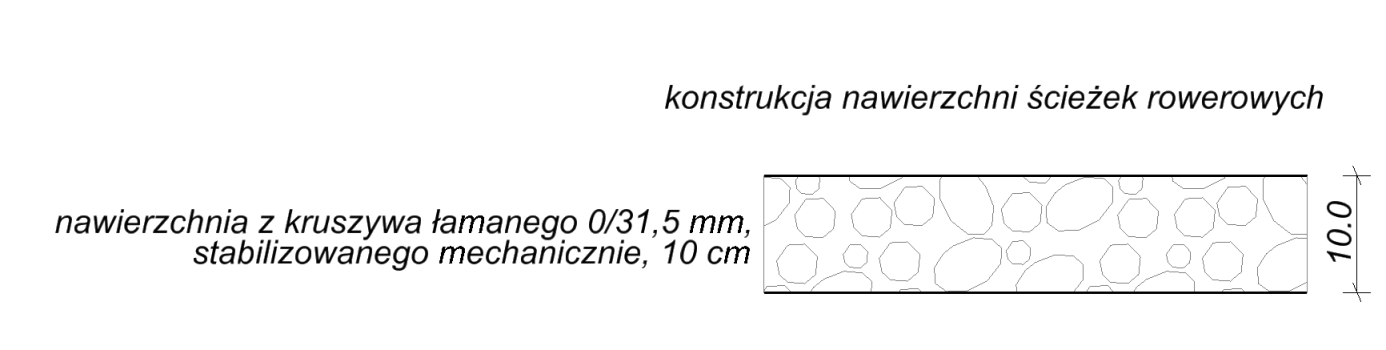 konstrukcja nawierzchni ścieżek rowerowych
nawierzchnia z kruszywa łamanego 0/31,5 mm,
stabilizowanego mechanicznie, 10 cm
10.0